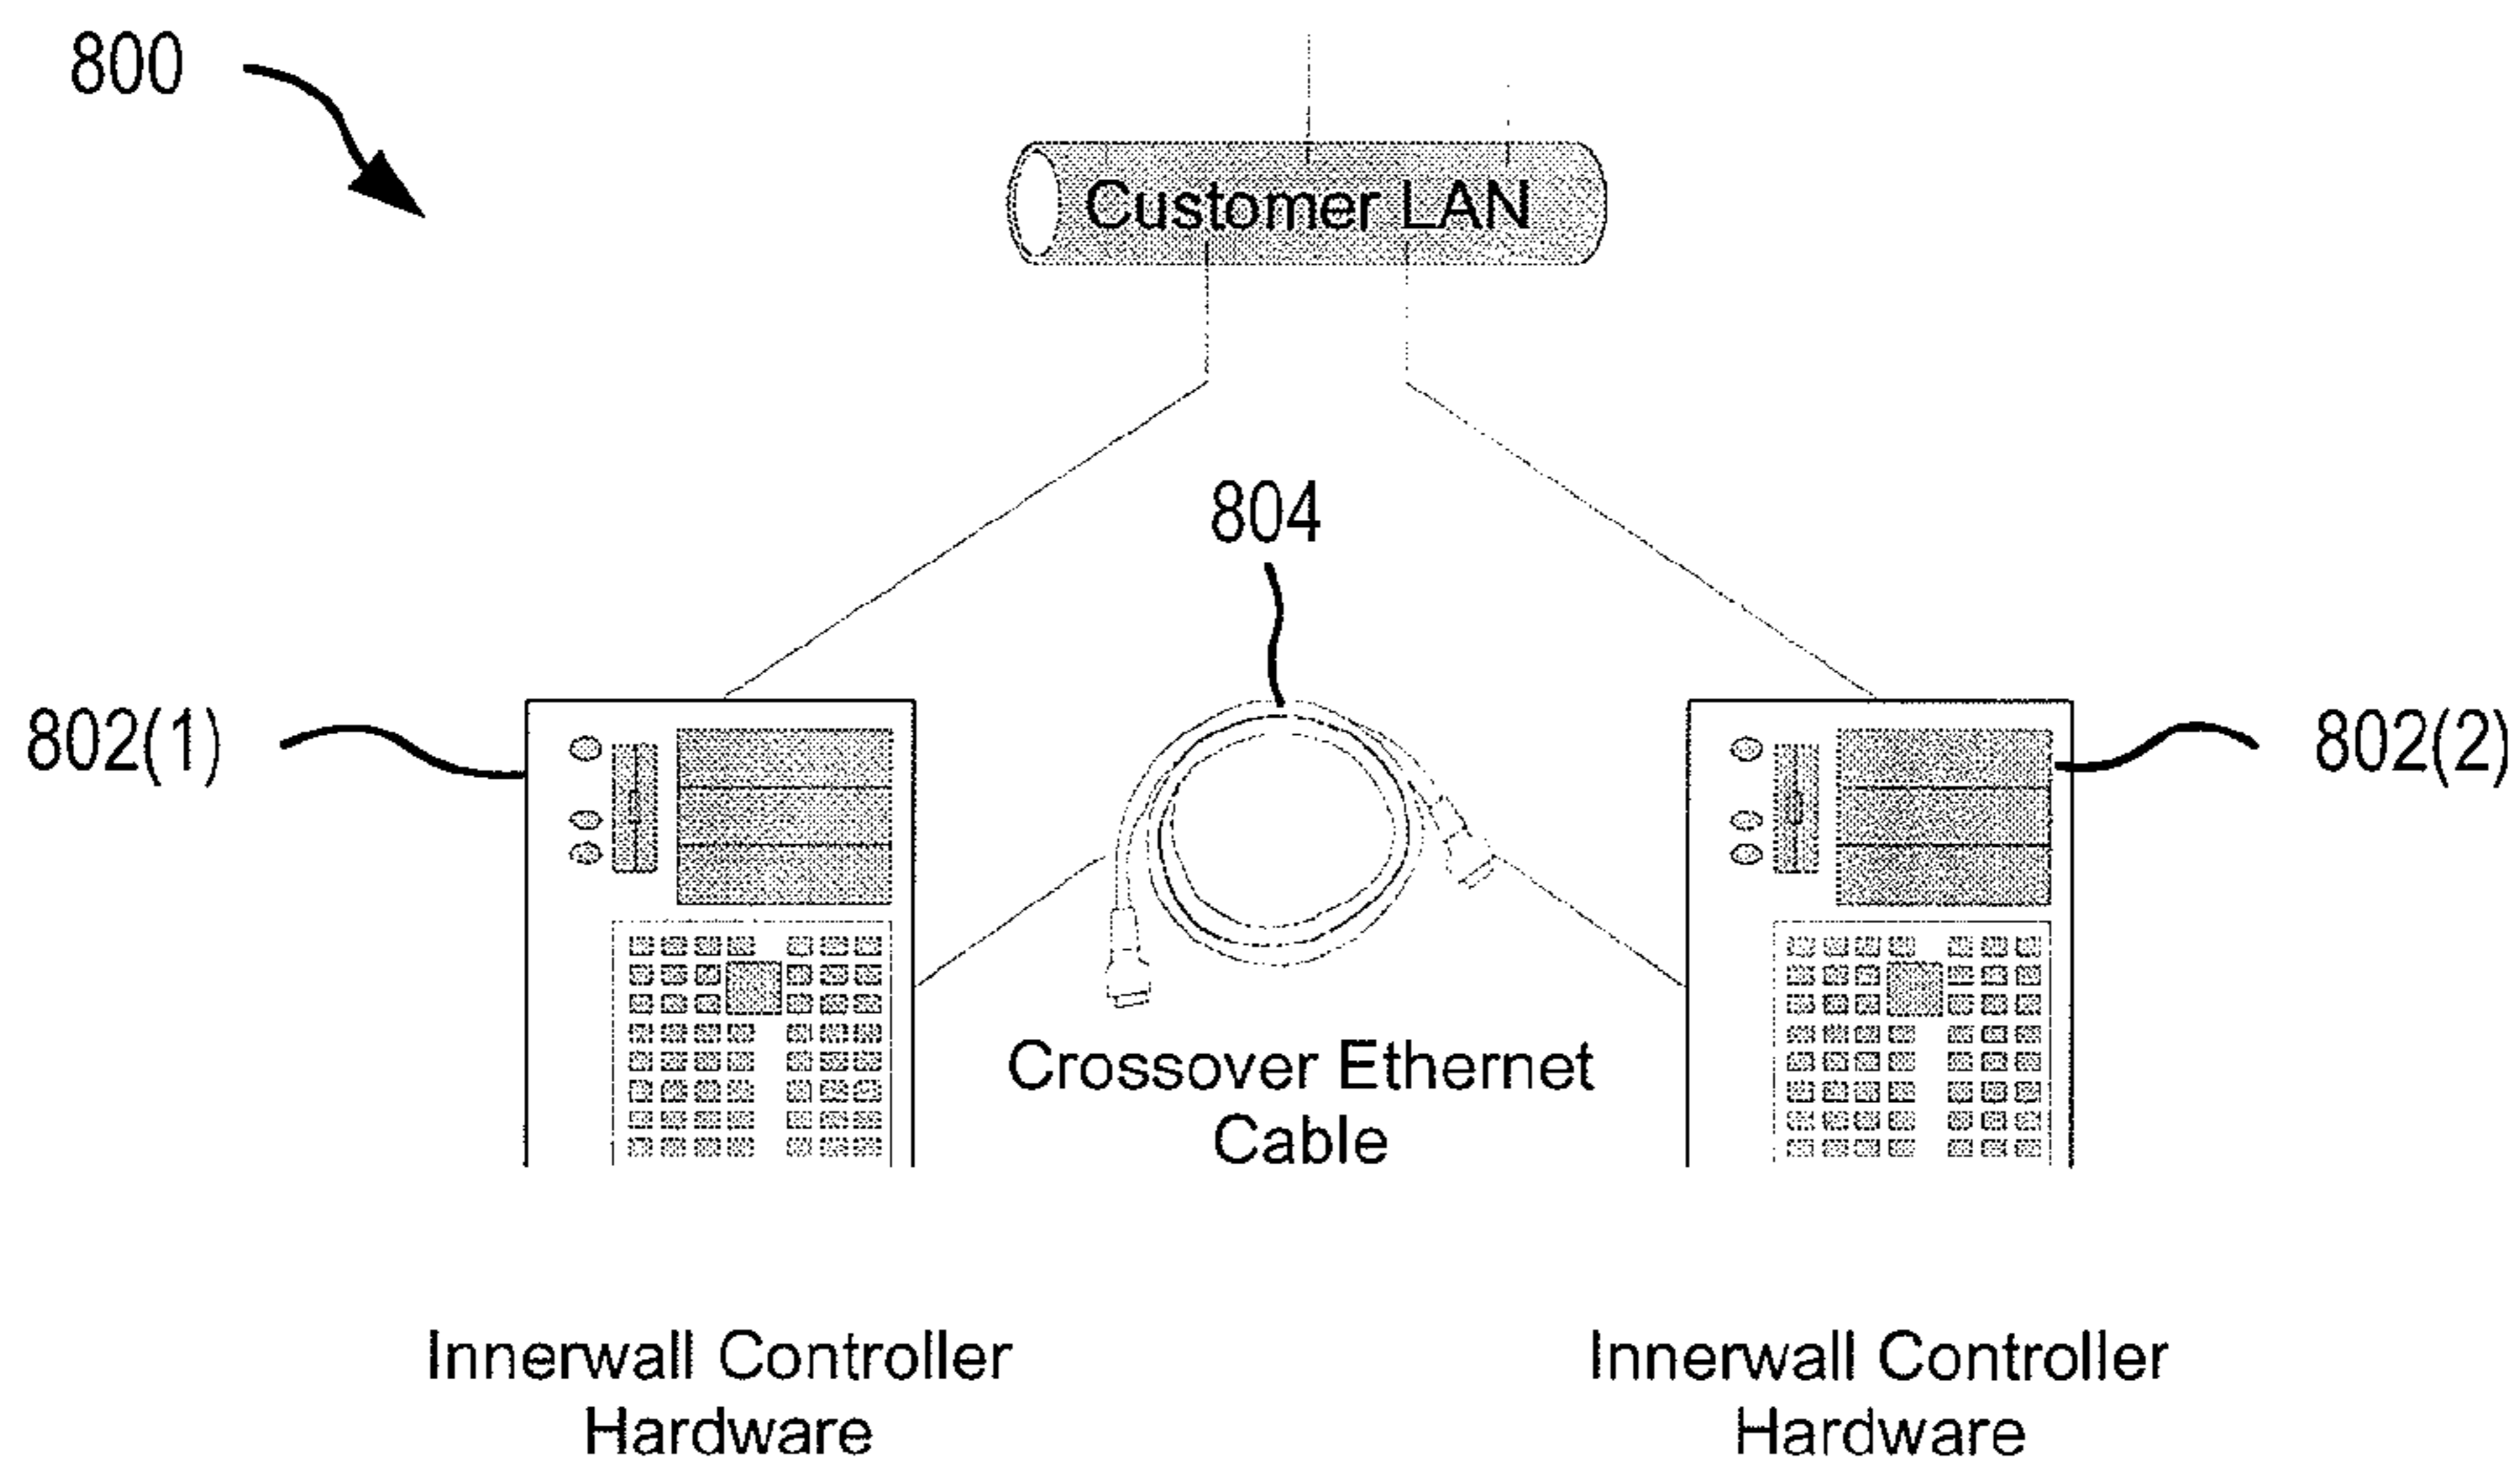 800
Customer LAN
804
802(1)
802(2)
Crossover Ethernet
Cable
Innerwall Controller
Hardware
Innerwall Controller
Hardware